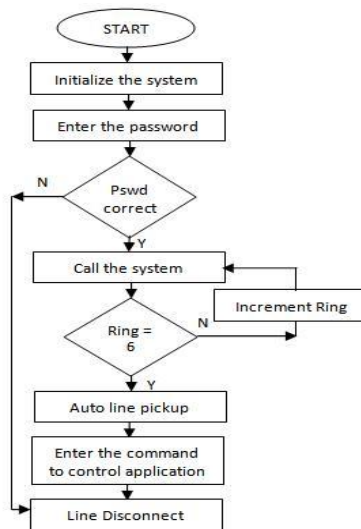 START
Initialize the system
Enter the password
N
Pswd
correct
Y
Call the system
Increment Ring
Ring =
6
N
Y
Auto line pickup
Enter the command
to control application
Line Disconnect